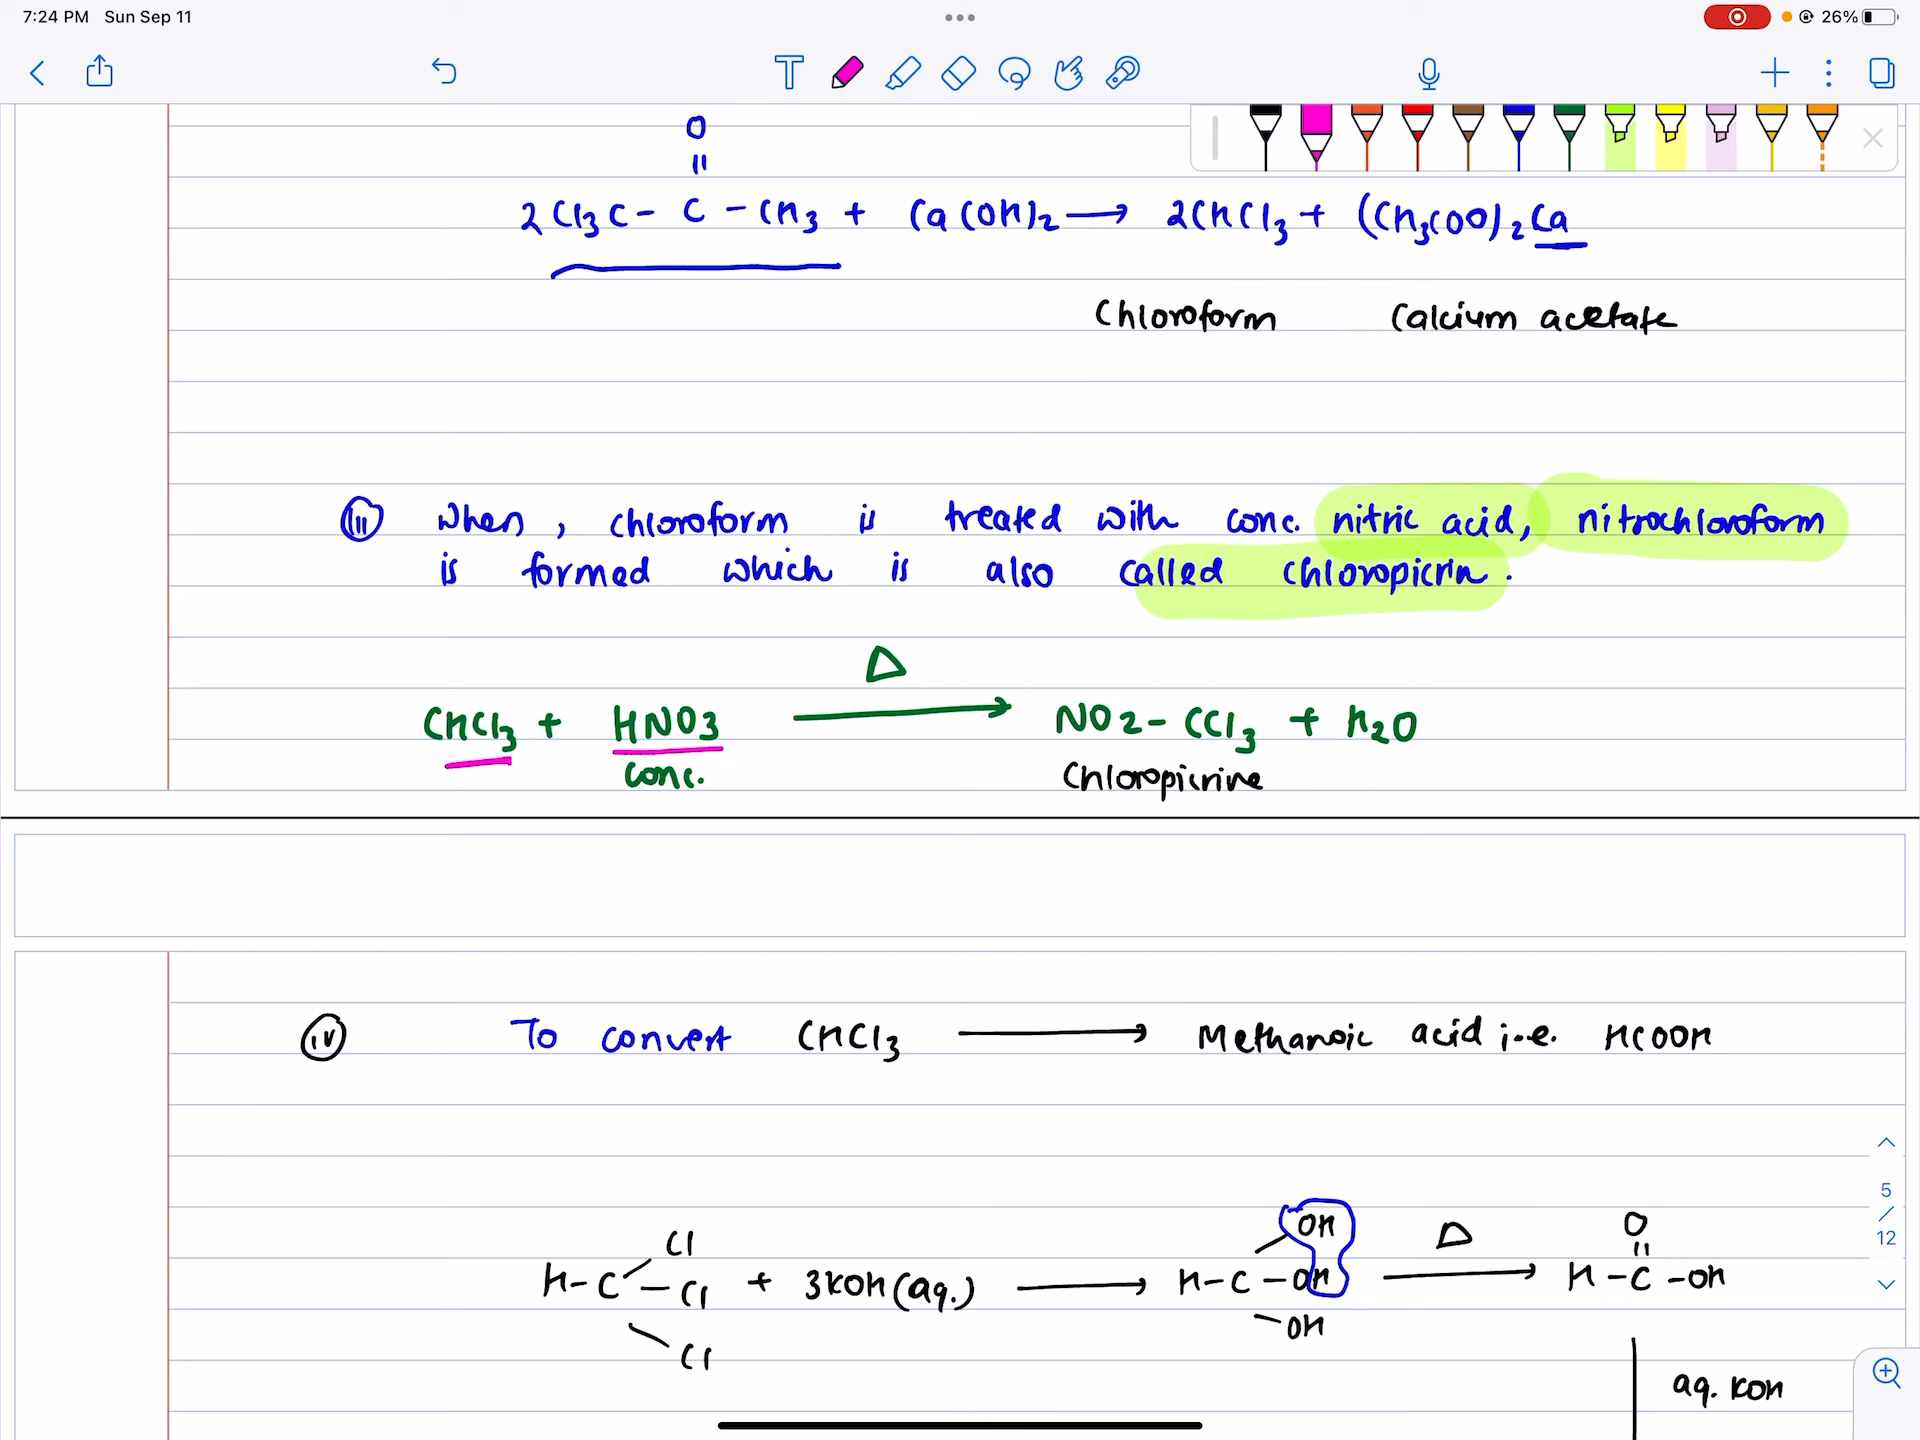 7:24 PM Sun Sep 11
26%
O
||
2Cl3C - C - CH3 + Ca(OH)2 → 2CHCl3 + (CH3COO)2Ca
Chloroform Calcium acetate
(iii) When, chloroform is treated with conc. nitric acid, nitrochloroform
is formed which is also called chloropicrin.
Δ
CHCl3 + HNO3 → NO2 - CCl3 + H2O
conc. Chloropicrine
(iv) To convert CHCl3 → Methanoic acid i.e. HCOOH
5
/
12
Cl OH Δ O
||
H-C-Cl + 3KOH(aq.) → H-C-OH → H-C-OH
Cl OH
aq. KOH